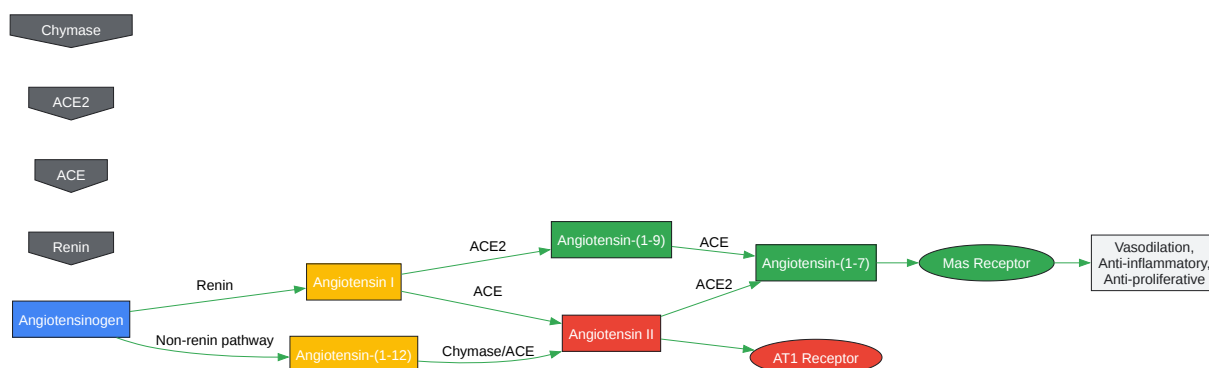 Chymase
ACE2
ACE
Renin
Angiotensinogen
Renin
Non-renin pathway
Angiotensin I
Angiotensin-(1-12)
ACE2
ACE
Chymase/ACE
Angiotensin-(1-9)
Angiotensin II
ACE
ACE2
Angiotensin-(1-7)
AT1 Receptor
Mas Receptor
Vasodilation,
Anti-inflammatory,
Anti-proliferative